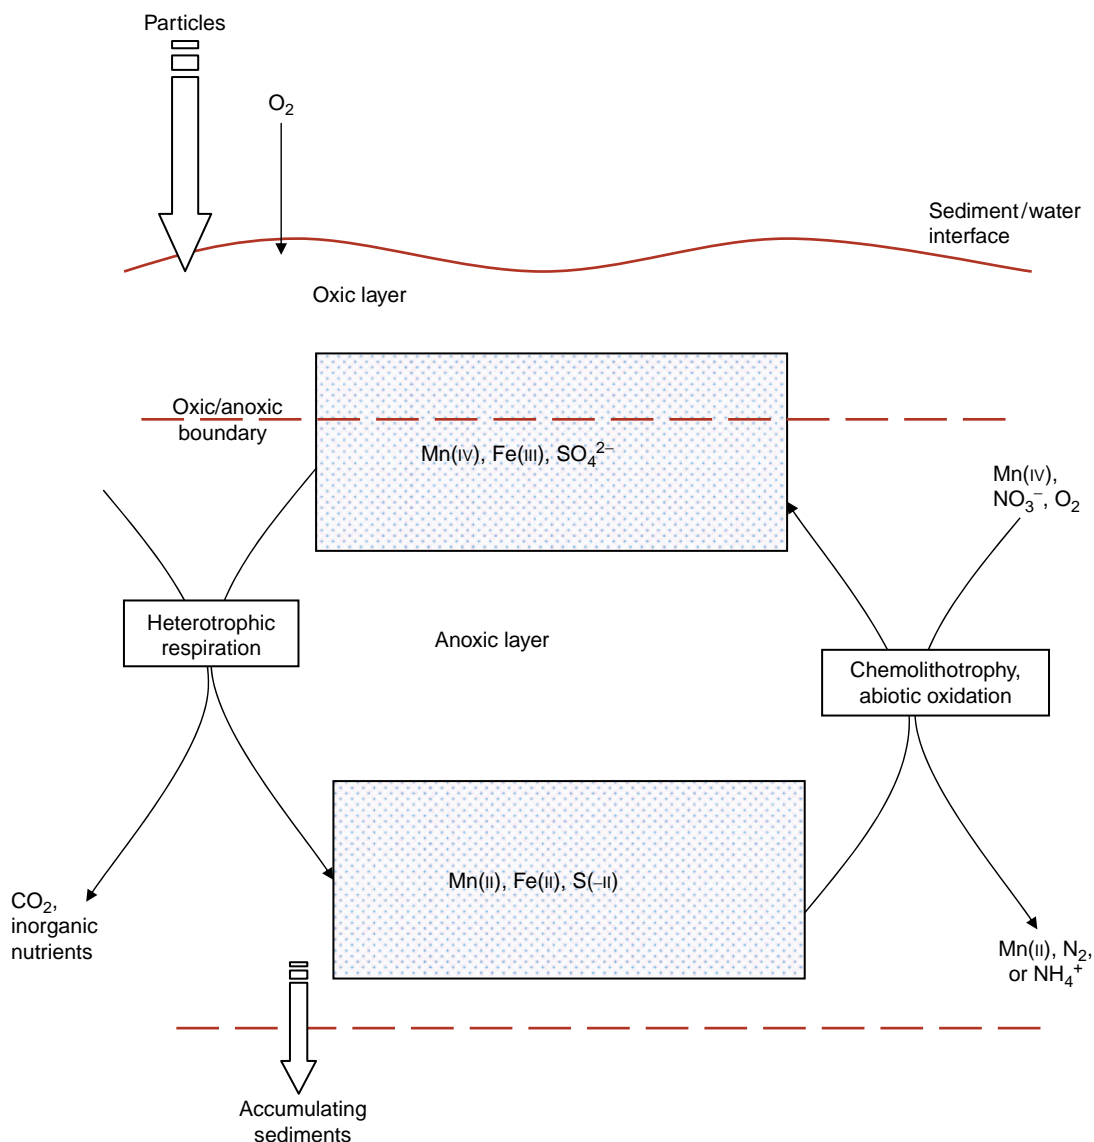 Particles
O₂
Sediment/water
interface
Oxic layer
Oxic/anoxic
boundary
Mn(IV), Fe(III), SO₄²⁻
Mn(IV),
NO₃⁻, O₂
Heterotrophic
respiration
Anoxic layer
Chemolithotrophy,
abiotic oxidation
Mn(II), Fe(II), S(–II)
CO₂,
inorganic
nutrients
Mn(II), N₂,
or NH₄⁺
Accumulating
sediments